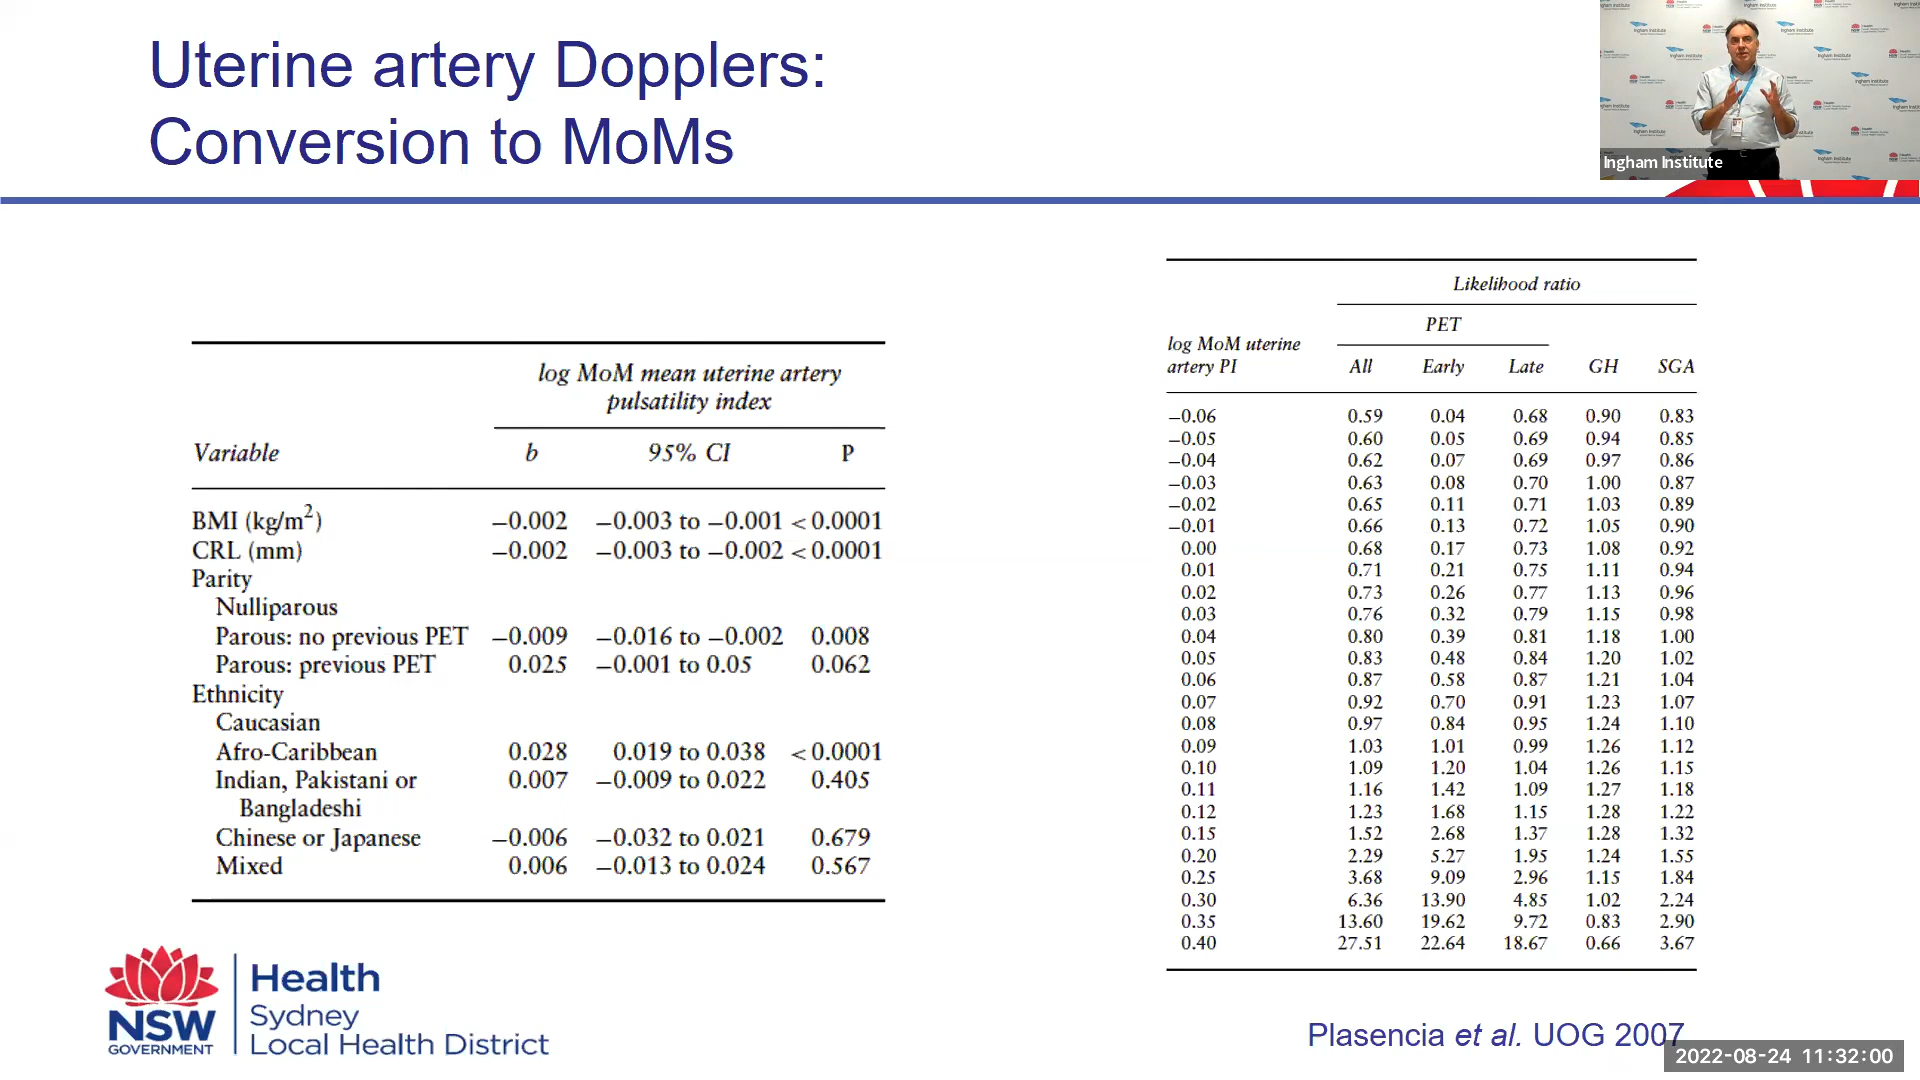 Uterine artery Dopplers:
Conversion to MoMs
Ingham Institute
log MoM mean uterine artery
pulsatility index
Variable b 95% CI P
BMI (kg/m²) −0.002 −0.003 to −0.001 <0.0001
CRL (mm) −0.002 −0.003 to −0.002 <0.0001
Parity
Nulliparous
Parous: no previous PET −0.009 −0.016 to −0.002 0.008
Parous: previous PET 0.025 −0.001 to 0.05 0.062
Ethnicity
Caucasian
Afro-Caribbean 0.028 0.019 to 0.038 <0.0001
Indian, Pakistani or 0.007 −0.009 to 0.022 0.405
Bangladeshi
Chinese or Japanese −0.006 −0.032 to 0.021 0.679
Mixed 0.006 −0.013 to 0.024 0.567
Likelihood ratio
PET
log MoM uterine
artery PI All Early Late GH SGA
−0.06 0.59 0.04 0.68 0.90 0.83
−0.05 0.60 0.05 0.69 0.94 0.85
−0.04 0.62 0.07 0.69 0.97 0.86
−0.03 0.63 0.08 0.70 1.00 0.87
−0.02 0.65 0.11 0.71 1.03 0.89
−0.01 0.66 0.13 0.72 1.05 0.90
0.00 0.68 0.17 0.73 1.08 0.92
0.01 0.71 0.21 0.75 1.11 0.94
0.02 0.73 0.26 0.77 1.13 0.96
0.03 0.76 0.32 0.79 1.15 0.98
0.04 0.80 0.39 0.81 1.18 1.00
0.05 0.83 0.48 0.84 1.20 1.02
0.06 0.87 0.58 0.87 1.21 1.04
0.07 0.92 0.70 0.91 1.23 1.07
0.08 0.97 0.84 0.95 1.24 1.10
0.09 1.03 1.01 0.99 1.26 1.12
0.10 1.09 1.20 1.04 1.26 1.15
0.11 1.16 1.42 1.09 1.27 1.18
0.12 1.23 1.68 1.15 1.28 1.22
0.15 1.52 2.68 1.37 1.28 1.32
0.20 2.29 5.27 1.95 1.24 1.55
0.25 3.68 9.09 2.96 1.15 1.84
0.30 6.36 13.90 4.85 1.02 2.24
0.35 13.60 19.62 9.72 0.83 2.90
0.40 27.51 22.64 18.67 0.66 3.67
NSW
GOVERNMENT
Health
Sydney
Local Health District
Plasencia et al. UOG 2007
2022-08-24 11:32:00